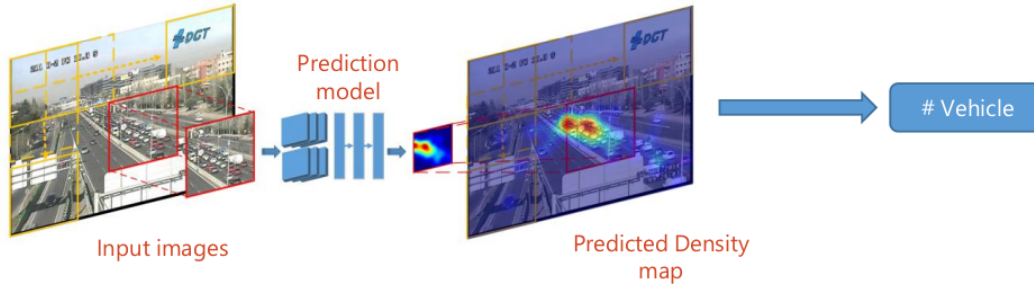 DGT
Prediction
model
DGT
# Vehicle
Input images
Predicted Density
map